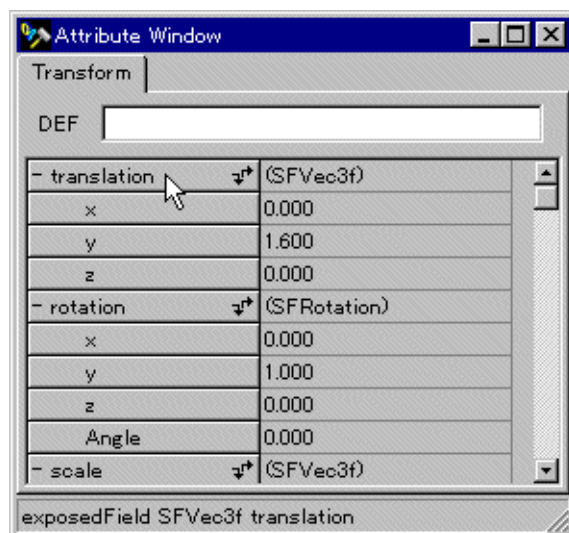 Attribute Window
Transform
DEF
- translation (SFVec3f)
x 0.000
y 1.600
z 0.000
- rotation (SFRotation)
x 0.000
y 1.000
z 0.000
Angle 0.000
- scale (SFVec3f)
exposedField SFVec3f translation